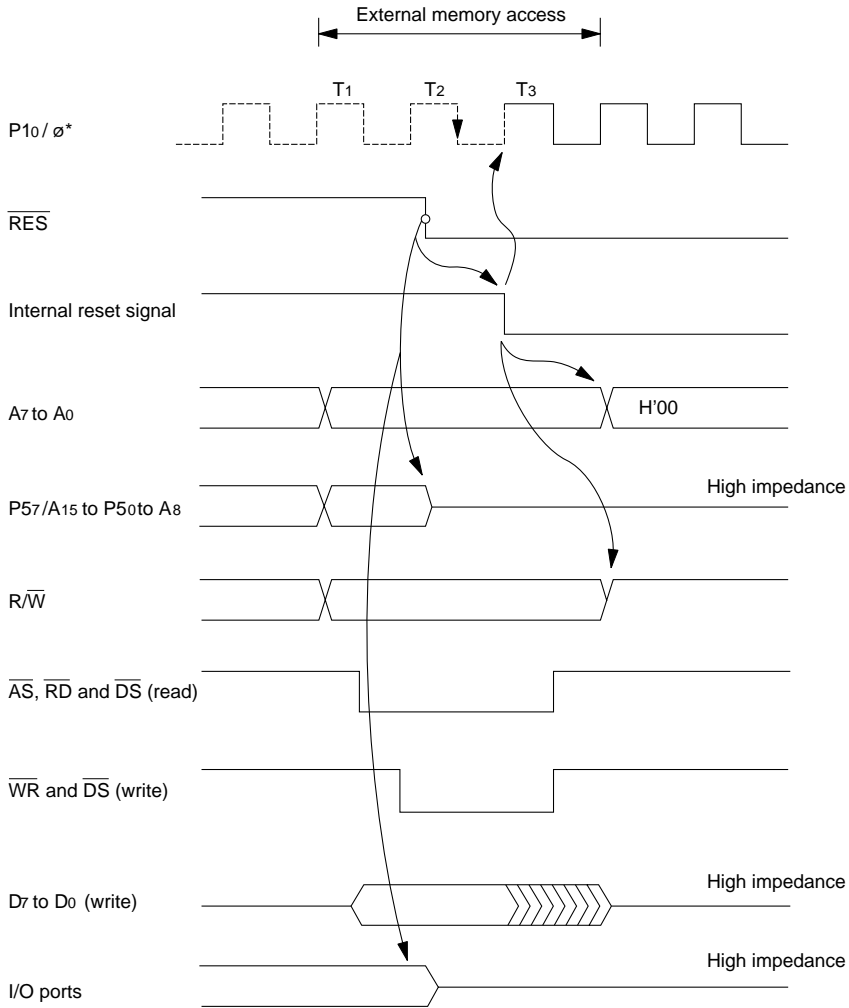 External memory access
T1 T2 T3
P10 / ø*
RES
Internal reset signal
A7 to A0
H'00
P57/A15 to P50 to A8
High impedance
R/W
AS, RD and DS (read)
WR and DS (write)
High impedance
D7 to D0 (write)
High impedance
I/O ports